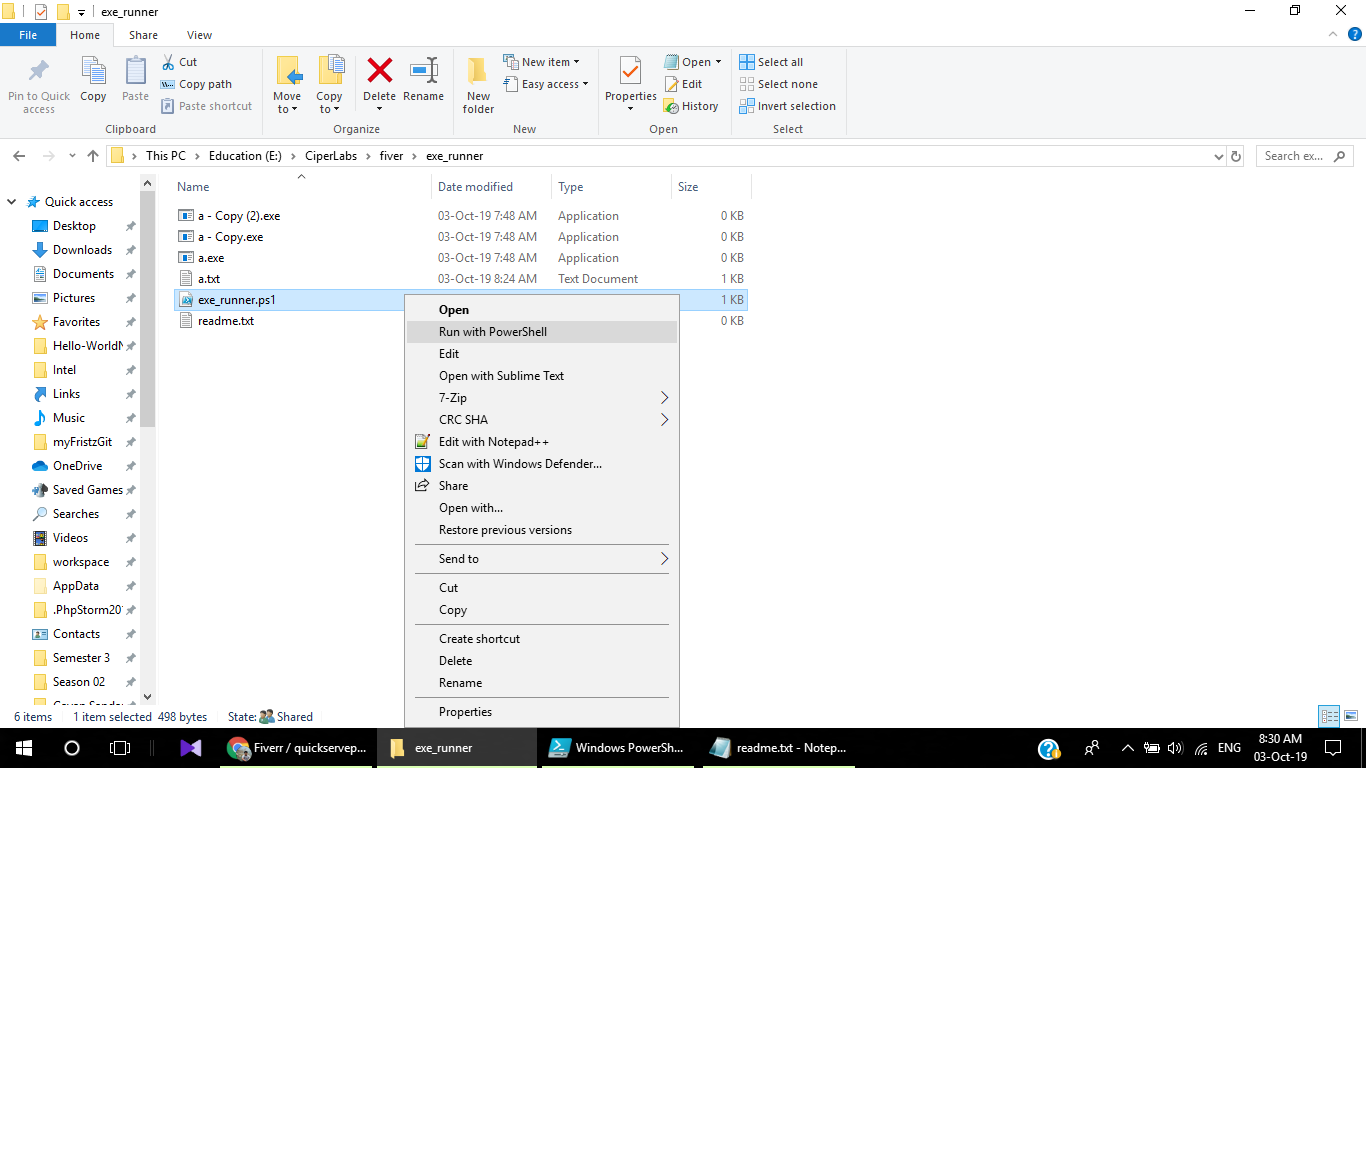 exe_runner
File Home Share View
Pin to Quick access
Copy
Paste
Cut
Copy path
Paste shortcut
Clipboard
Move to
Copy to
Delete
Rename
Organize
New folder
New item
Easy access
New
Properties
Open
Edit
History
Open
Select all
Select none
Invert selection
Select
This PC Education (E:) CiperLabs fiver exe_runner
Search ex...
Name Date modified Type Size
a - Copy (2).exe 03-Oct-19 7:48 AM Application 0 KB
a - Copy.exe 03-Oct-19 7:48 AM Application 0 KB
a.exe 03-Oct-19 7:48 AM Application 0 KB
a.txt 03-Oct-19 8:24 AM Text Document 1 KB
exe_runner.ps1 1 KB
readme.txt 0 KB
Quick access
Desktop
Downloads
Documents
Pictures
Favorites
Hello-World
Intel
Links
Music
myFristzGit
OneDrive
Saved Games
Searches
Videos
workspace
AppData
.PhpStorm20
Contacts
Semester 3
Season 02
Open
Run with PowerShell
Edit
Open with Sublime Text
7-Zip
CRC SHA
Edit with Notepad++
Scan with Windows Defender...
Share
Open with...
Restore previous versions
Send to
Cut
Copy
Create shortcut
Delete
Rename
Properties
6 items 1 item selected 498 bytes State: Shared
Fiverr / quickservep...
exe_runner
Windows PowerSh...
readme.txt - Notep...
ENG
8:30 AM
03-Oct-19